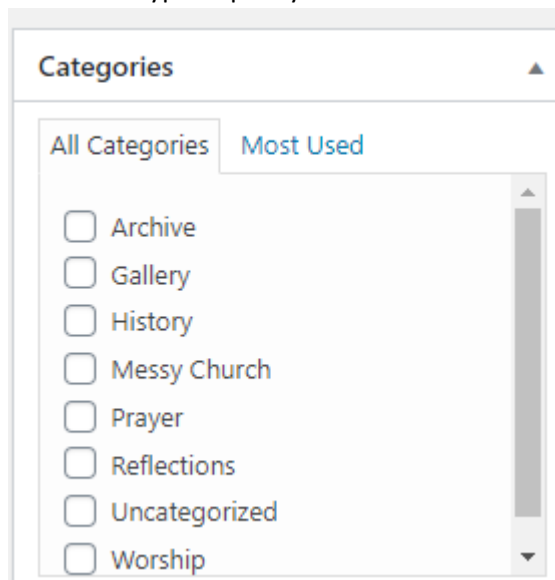 Categories
All Categories Most Used
Archive
Gallery
History
Messy Church
Prayer
Reflections
Uncategorized
Worship